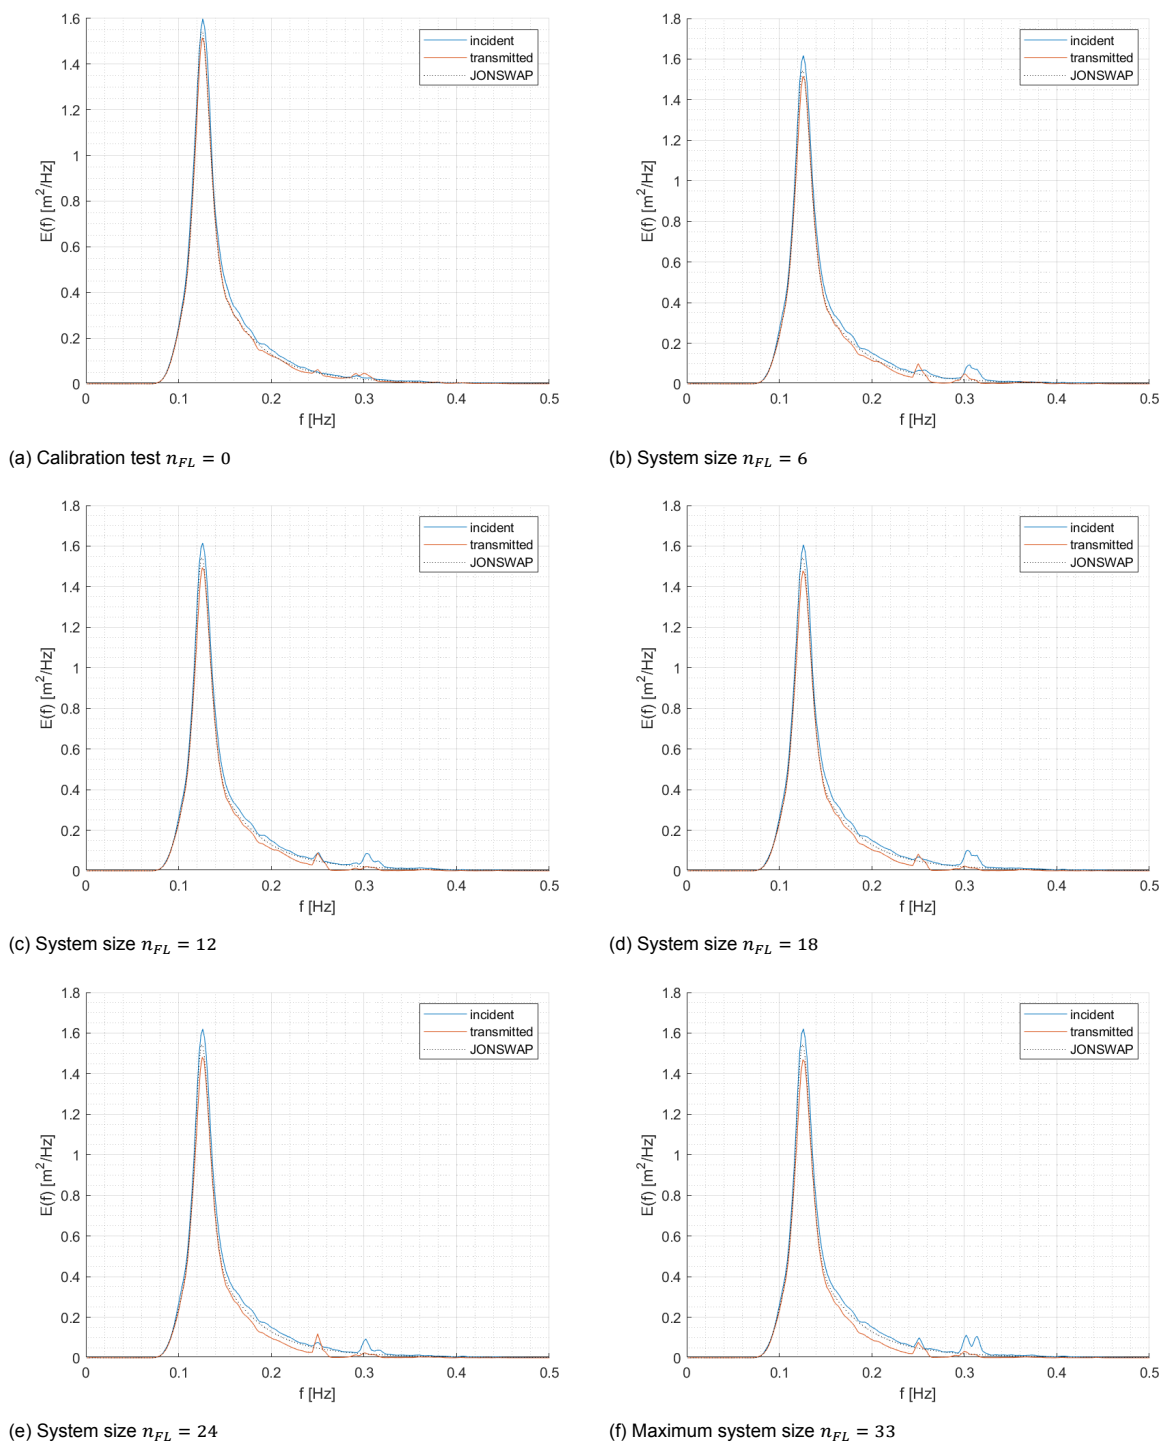 1.6
1.4
1.2
1
0.8
0.6
0.4
0.2
0
E(f) [m²/Hz]
0 0.1 0.2 0.3 0.4 0.5
f [Hz]
incident
transmitted
JONSWAP
(a) Calibration test n_FL = 0
1.8
1.6
1.4
1.2
1
0.8
0.6
0.4
0.2
0
E(f) [m²/Hz]
0 0.1 0.2 0.3 0.4 0.5
f [Hz]
incident
transmitted
JONSWAP
(b) System size n_FL = 6
1.8
1.6
1.4
1.2
1
0.8
0.6
0.4
0.2
0
E(f) [m²/Hz]
0 0.1 0.2 0.3 0.4 0.5
f [Hz]
incident
transmitted
JONSWAP
(c) System size n_FL = 12
1.8
1.6
1.4
1.2
1
0.8
0.6
0.4
0.2
0
E(f) [m²/Hz]
0 0.1 0.2 0.3 0.4 0.5
f [Hz]
incident
transmitted
JONSWAP
(d) System size n_FL = 18
1.8
1.6
1.4
1.2
1
0.8
0.6
0.4
0.2
0
E(f) [m²/Hz]
0 0.1 0.2 0.3 0.4 0.5
f [Hz]
incident
transmitted
JONSWAP
(e) System size n_FL = 24
1.8
1.6
1.4
1.2
1
0.8
0.6
0.4
0.2
0
E(f) [m²/Hz]
0 0.1 0.2 0.3 0.4 0.5
f [Hz]
incident
transmitted
JONSWAP
(f) Maximum system size n_FL = 33